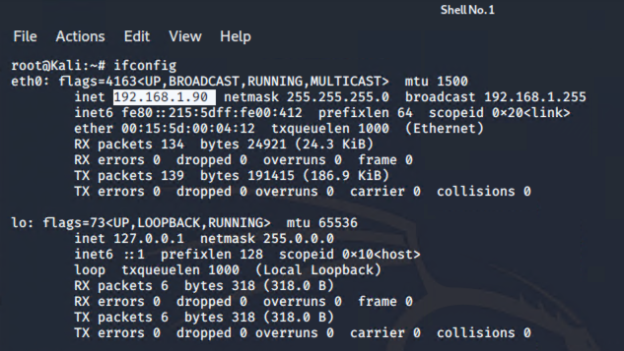 Shell No. 1
File Actions Edit View Help
root@Kali:~# ifconfig
eth0: flags=4163<UP,BROADCAST,RUNNING,MULTICAST>  mtu 1500
        inet 192.168.1.90  netmask 255.255.255.0  broadcast 192.168.1.255
        inet6 fe80::215:5dff:fe00:412  prefixlen 64  scopeid 0×20<link>
        ether 00:15:5d:00:04:12  txqueuelen 1000  (Ethernet)
        RX packets 134  bytes 24921 (24.3 KiB)
        RX errors 0  dropped 0  overruns 0  frame 0
        TX packets 139  bytes 191415 (186.9 KiB)
        TX errors 0  dropped 0 overruns 0  carrier 0  collisions 0
lo: flags=73<UP,LOOPBACK,RUNNING>  mtu 65536
        inet 127.0.0.1  netmask 255.0.0.0
        inet6 ::1  prefixlen 128  scopeid 0×10<host>
        loop  txqueuelen 1000  (Local Loopback)
        RX packets 6  bytes 318 (318.0 B)
        RX errors 0  dropped 0  overruns 0  frame 0
        TX packets 6  bytes 318 (318.0 B)
        TX errors 0  dropped 0 overruns 0  carrier 0  collisions 0